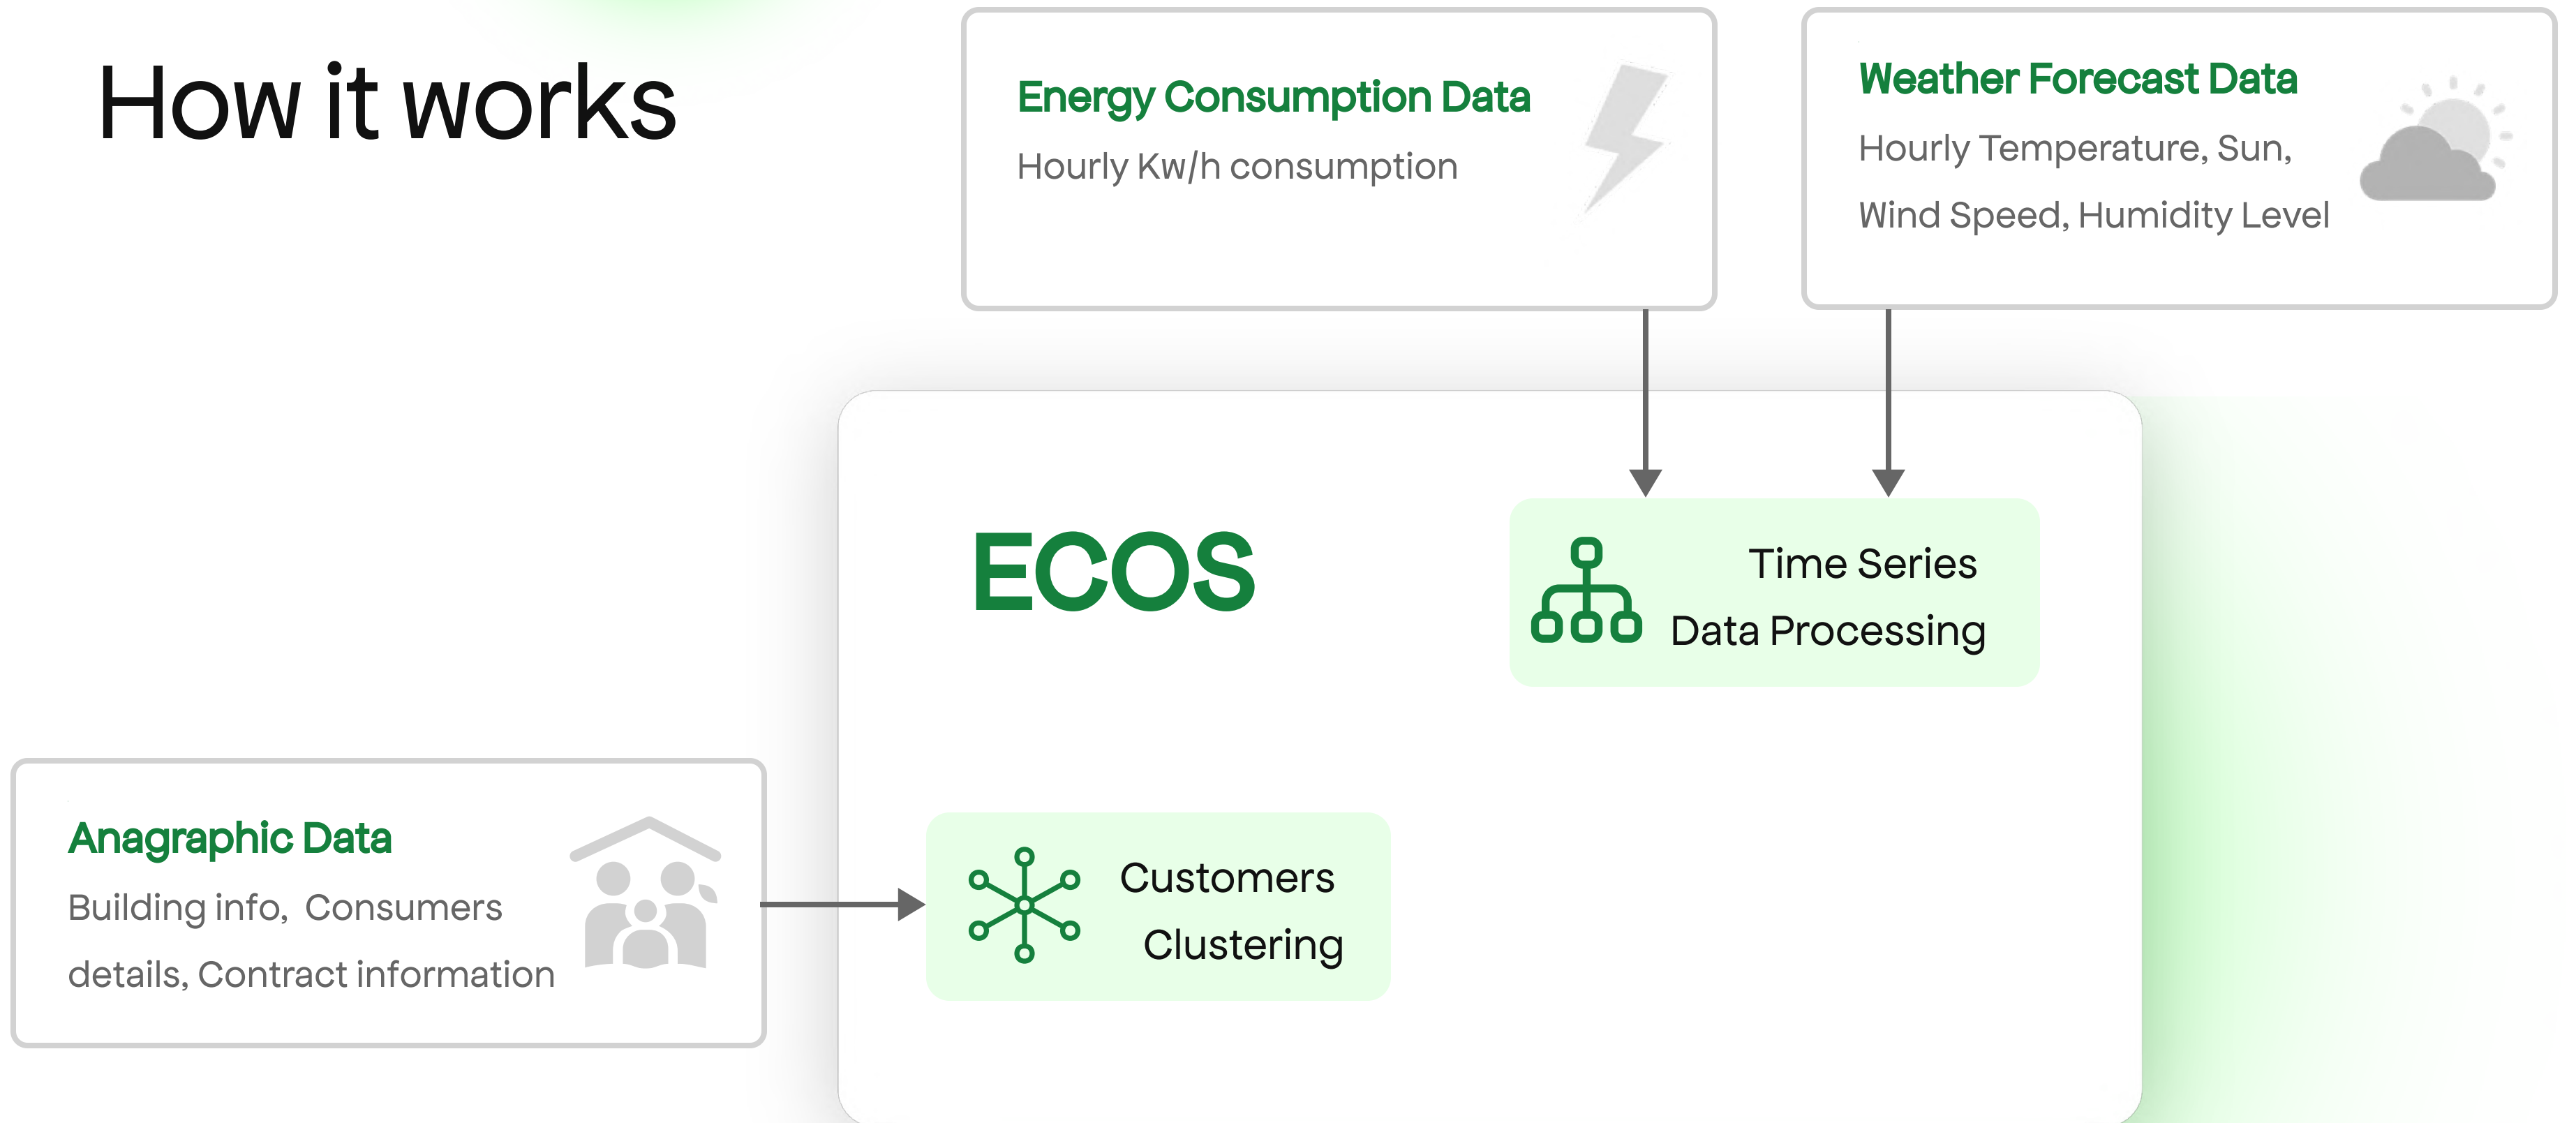 How it works
Energy Consumption Data
Hourly Kw/h consumption
Weather Forecast Data
Hourly Temperature, Sun,
Wind Speed, Humidity Level
ECOS
Time Series
Data Processing
Anagraphic Data
Building info,  Consumers
details, Contract information
Customers
Clustering